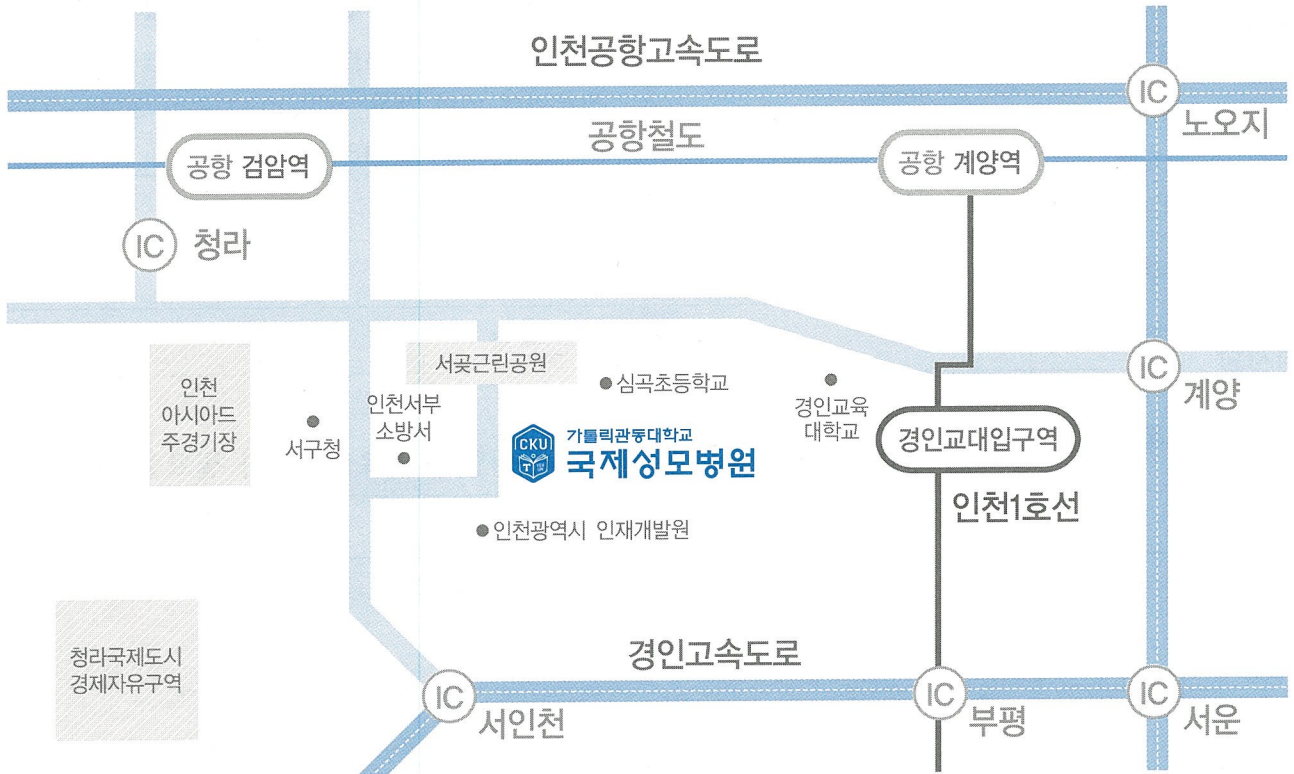 인천공항고속도로
IC
노오지
공항철도
공항 검암역
공항 계양역
IC 청라
서곶근린공원
심곡초등학교
IC
계양
인천
아시아드
주경기장
서구청
인천서부
소방서
경인교육
대학교
CKU
가톨릭관동대학교
국제성모병원
경인교대입구역
인천1호선
인천광역시 인재개발원
청라국제도시
경제자유구역
경인고속도로
IC
서인천
IC
부평
IC
서운